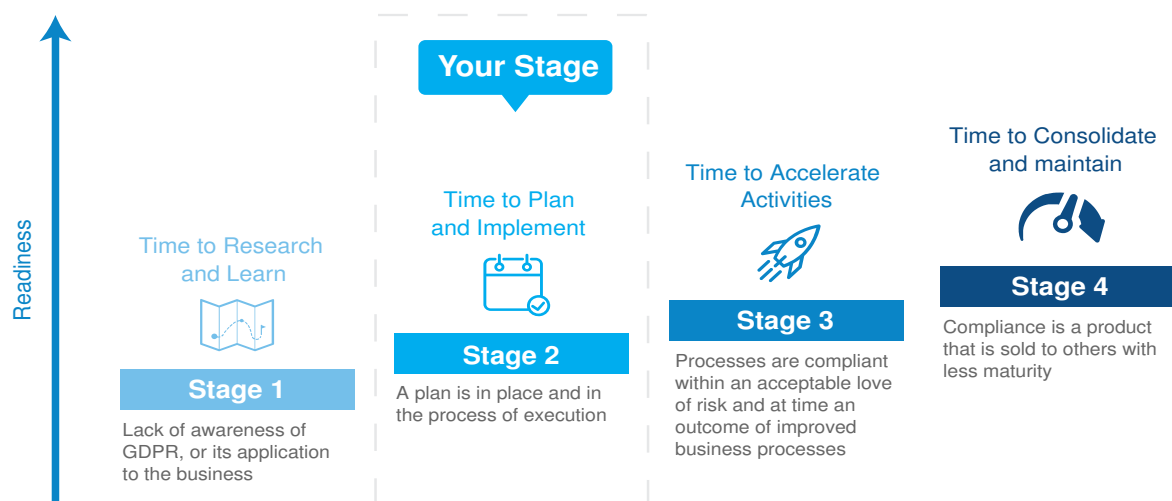 Readiness
Time to Research
and Learn
Stage 1
Lack of awareness of
GDPR, or its application
to the business
Your Stage
Time to Plan
and Implement
Stage 2
A plan is in place and in
the process of execution
Time to Accelerate
Activities
Stage 3
Processes are compliant
within an acceptable love
of risk and at time an
outcome of improved
business processes
Time to Consolidate
and maintain
Stage 4
Compliance is a product
that is sold to others with
less maturity